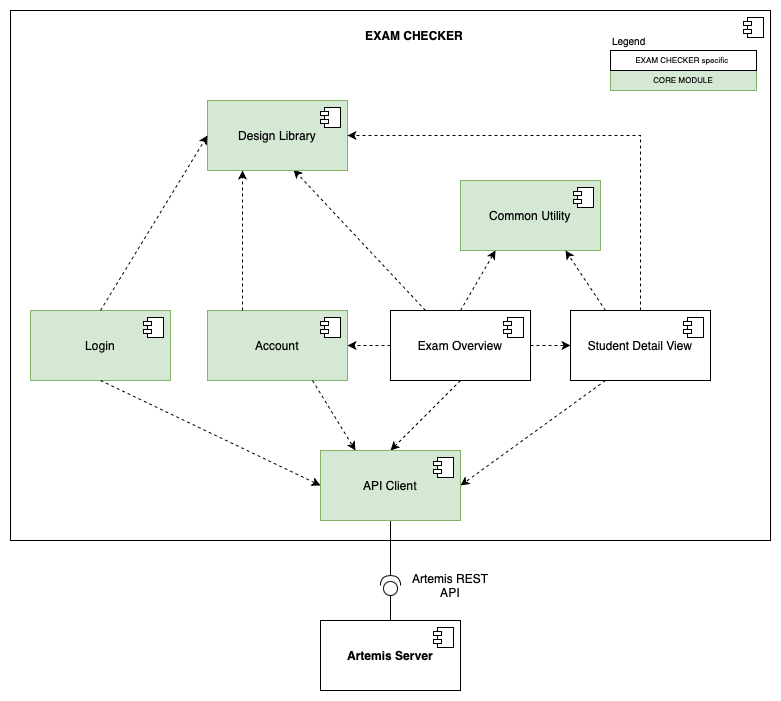 EXAM CHECKER
Legend
EXAM CHECKER specific
CORE MODULE
Design Library
Common Utility
Login
Account
Exam Overview
Student Detail View
API Client
Artemis REST
API
Artemis Server